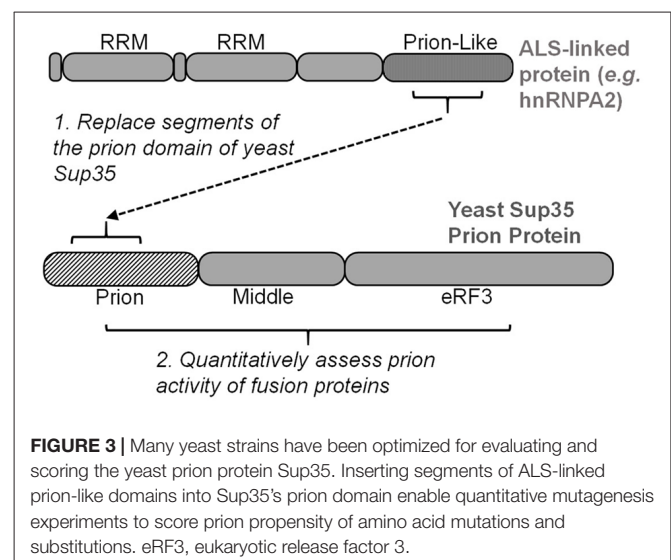 RRM RRM Prion-Like
ALS-linked
protein (e.g.
hnRNPA2)
1. Replace segments of
the prion domain of yeast
Sup35
Yeast Sup35
Prion Protein
Prion Middle eRF3
2. Quantitatively assess prion
activity of fusion proteins
FIGURE 3 | Many yeast strains have been optimized for evaluating and
scoring the yeast prion protein Sup35. Inserting segments of ALS-linked
prion-like domains into Sup35’s prion domain enable quantitative mutagenesis
experiments to score prion propensity of amino acid mutations and
substitutions. eRF3, eukaryotic release factor 3.